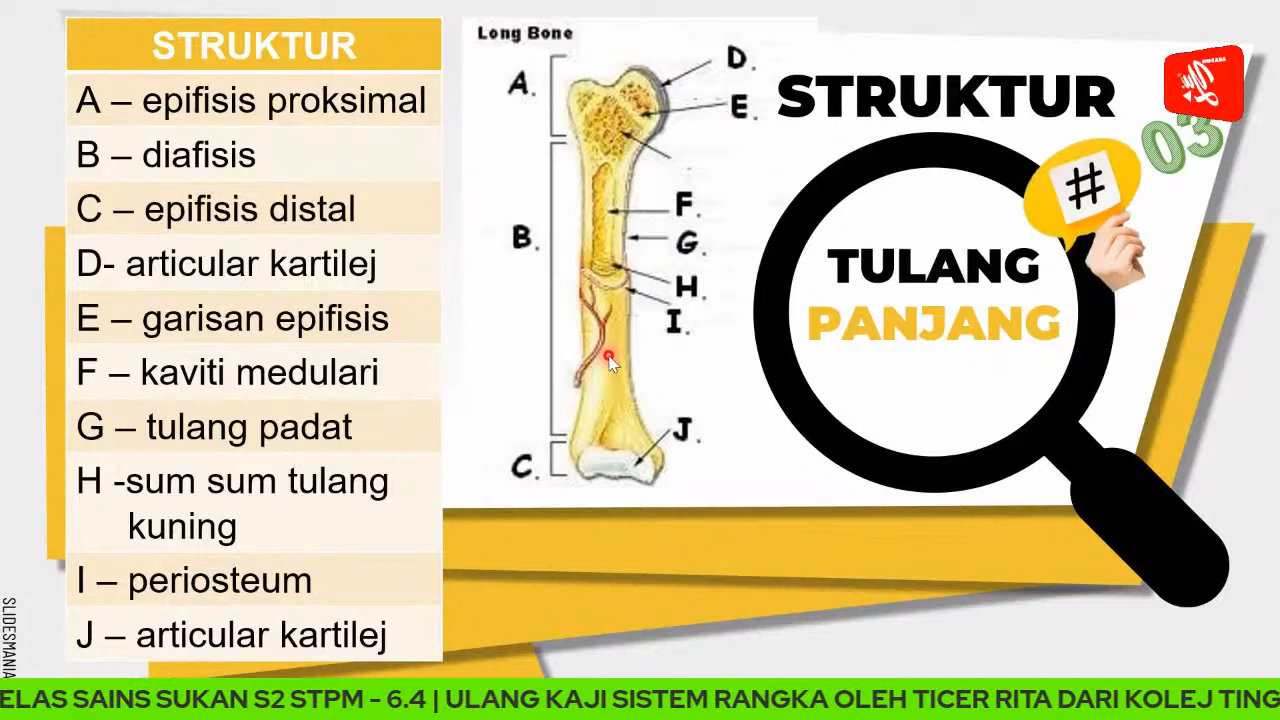 STRUKTUR
A – epifisis proksimal
B – diafisis
C – epifisis distal
D- articular kartilej
E – garisan epifisis
F – kaviti medulari
G – tulang padat
H -sum sum tulang
kuning
I – periosteum
J – articular kartilej
Long Bone
A.
B.
C.
D.
E.
F.
G.
H.
I.
J.
STRUKTUR
03
#
TULANG
PANJANG
SLIDESMANIA
ELAS SAINS SUKAN S2 STPM – 6.4 | ULANG KAJI SISTEM RANGKA OLEH TICER RITA DARI KOLEJ TING